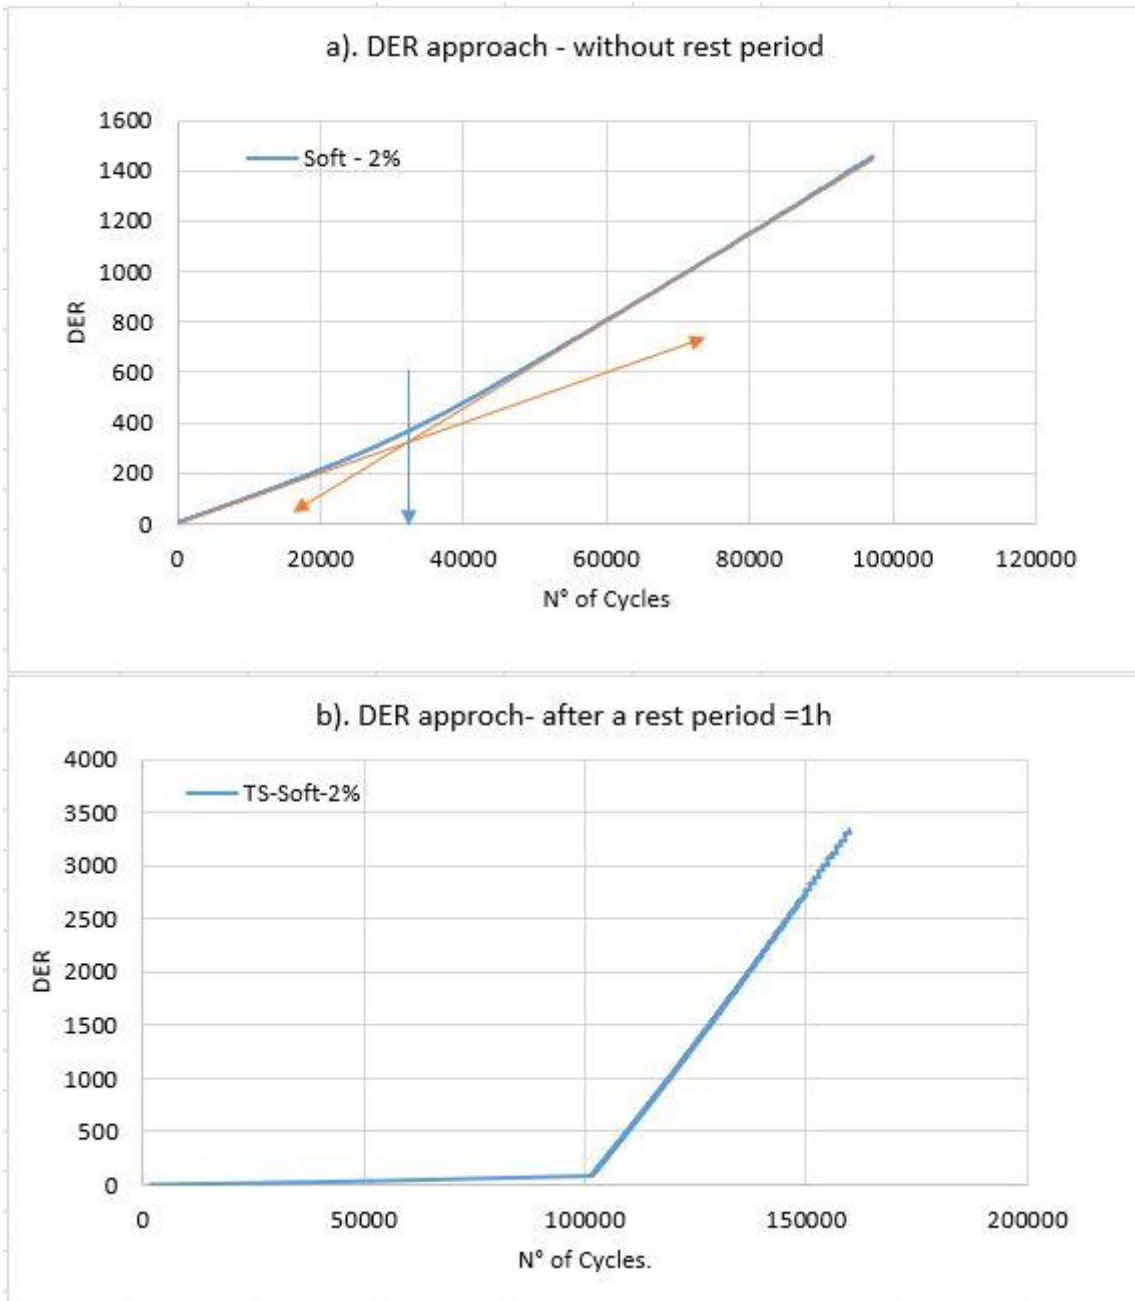 a). DER approach - without rest period
1600
Soft - 2%
1400
1200
1000
DER
800
600
400
200
0
0 20000 40000 60000 80000 100000 120000
N° of Cycles
b). DER approch- after a rest period =1h
4000
TS-Soft-2%
3500
3000
2500
DER
2000
1500
1000
500
0
0 50000 100000 150000 200000
N° of Cycles.